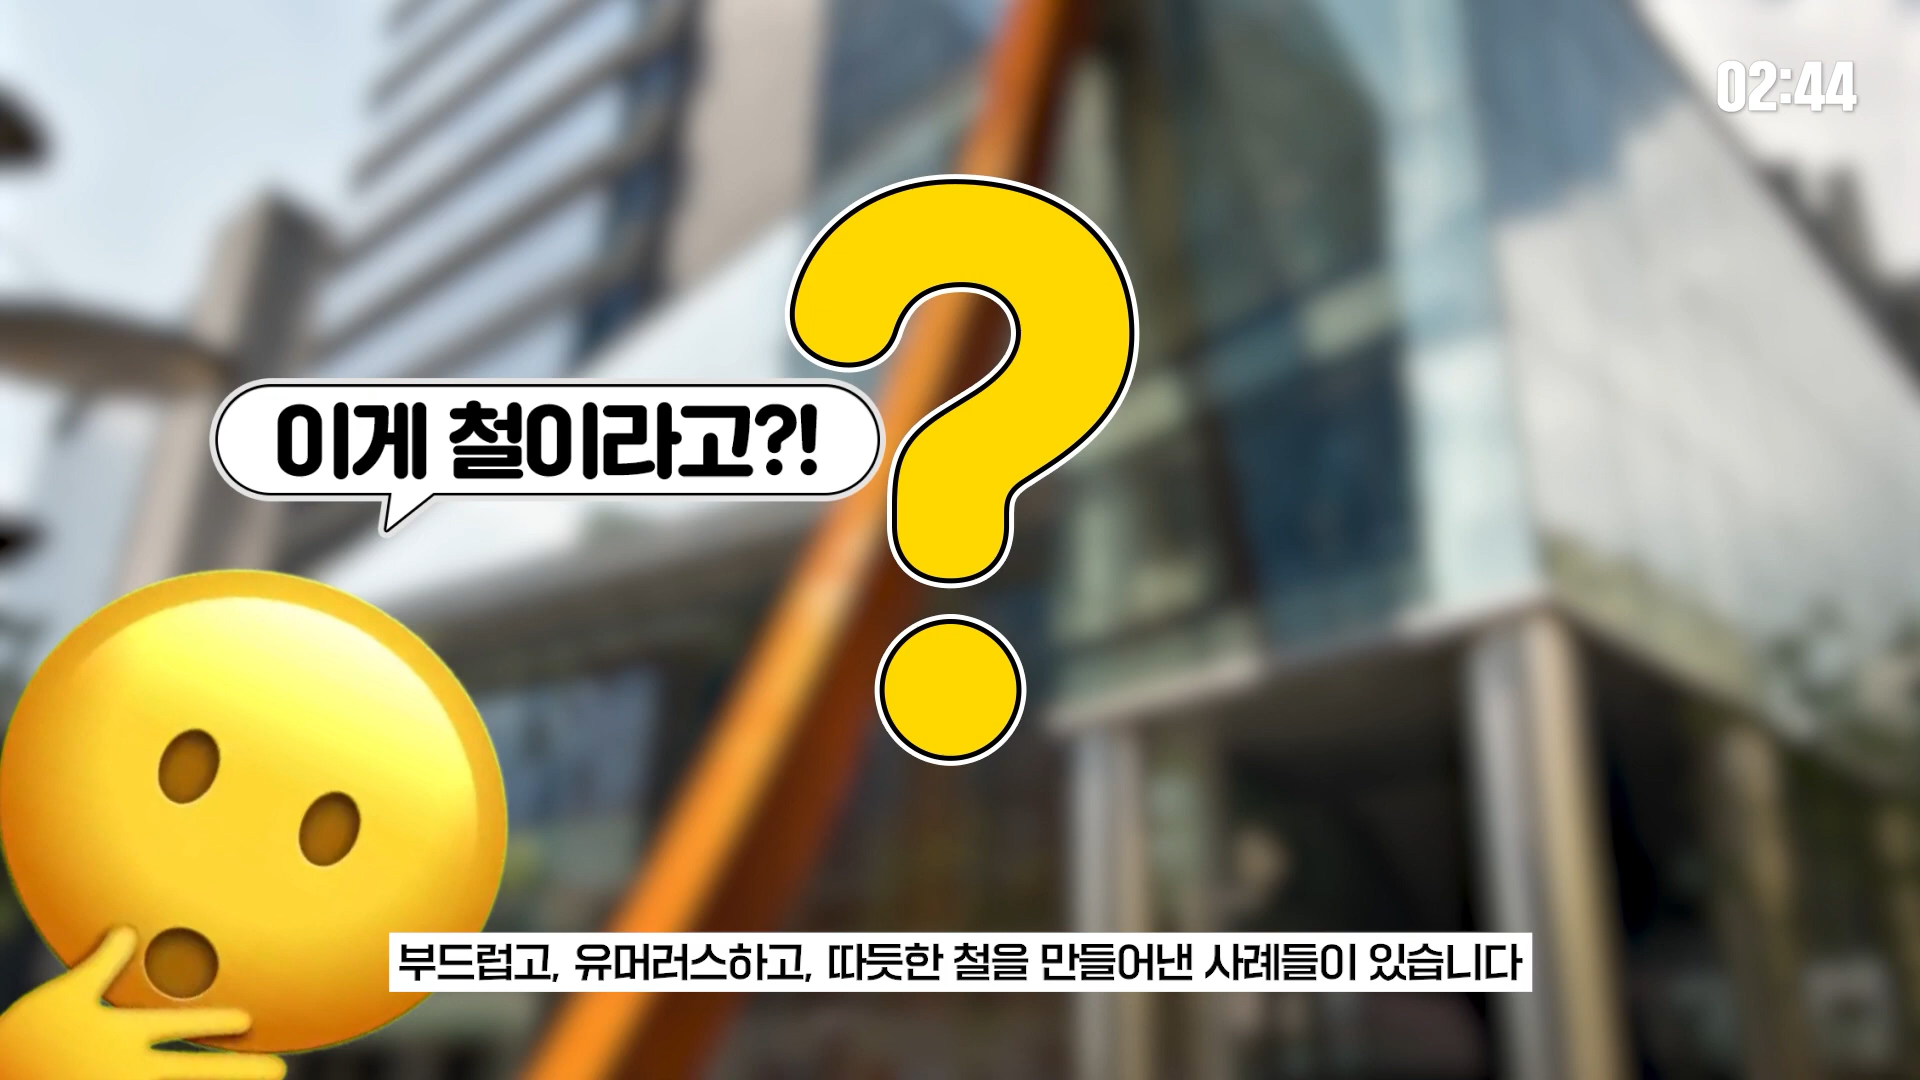 02:44
이게 철이라고?!
부드럽고, 유머러스하고, 따듯한 철을 만들어낸 사례들이 있습니다